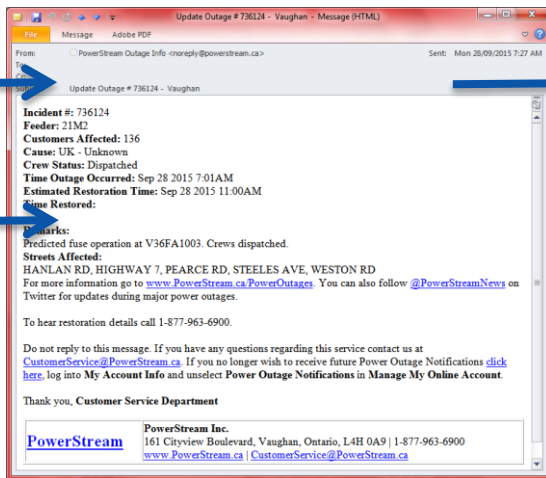 Update Outage # 736124 - Vaughan - Message (HTML)
File Message Adobe PDF
From: PowerStream Outage Info <noreply@powerstream.ca> Sent: Mon 28/09/2015 7:27 AM
To:
Update Outage # 736124 - Vaughan
Incident #: 736124
Feeder: 21M2
Customers Affected: 136
Cause: UK - Unknown
Crew Status: Dispatched
Time Outage Occurred: Sep 28 2015 7:01AM
Estimated Restoration Time: Sep 28 2015 11:00AM
Time Restored:
Remarks:
Predicted fuse operation at V36FA1003. Crews dispatched.
Streets Affected:
HANLAN RD, HIGHWAY 7, PEARCE RD, STEELES AVE, WESTON RD
For more information go to www.PowerStream.ca/PowerOutages. You can also follow @PowerStreamNews on
Twitter for updates during major power outages.
To hear restoration details call 1-877-963-6900.
Do not reply to this message. If you have any questions regarding this service contact us at
CustomerService@PowerStream.ca. If you no longer wish to receive future Power Outage Notifications click
here, log into My Account Info and unselect Power Outage Notifications in Manage My Online Account.
Thank you, Customer Service Department
PowerStream
PowerStream Inc.
161 Cityview Boulevard, Vaughan, Ontario, L4H 0A9 | 1-877-963-6900
www.PowerStream.ca | CustomerService@PowerStream.ca